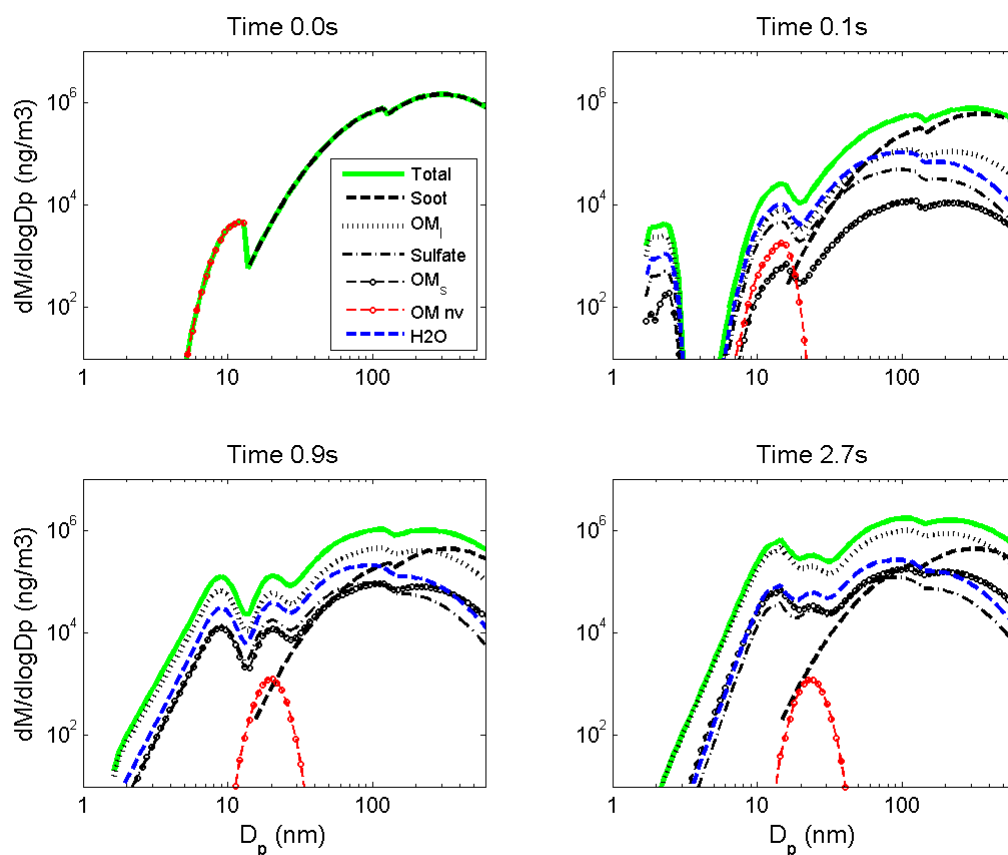 Time 0.0s
Time 0.1s
dM/dlogDp (ng/m3)
10^6
10^4
10^2
Total
Soot
OM_l
Sulfate
OM_S
OM nv
H2O
1
10
100
10^6
10^4
10^2
1
10
100
Time 0.9s
Time 2.7s
dM/dlogDp (ng/m3)
10^6
10^4
10^2
1
10
100
D_p (nm)
10^6
10^4
10^2
1
10
100
D_p (nm)